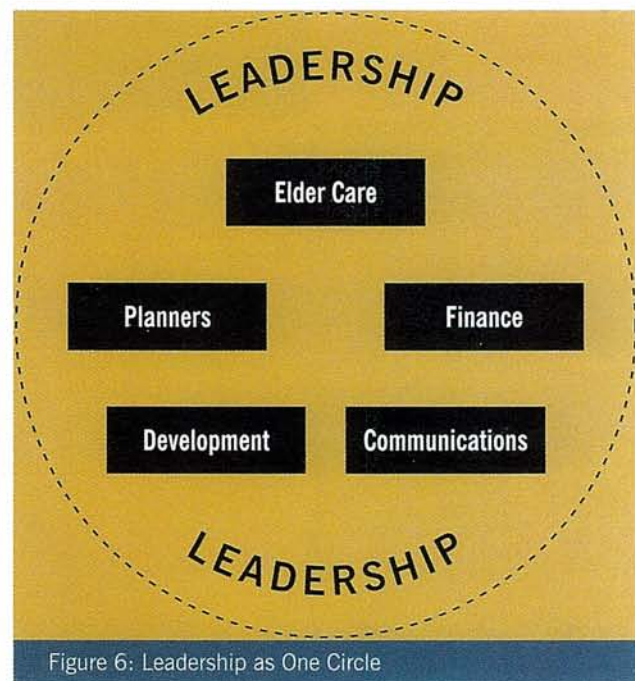 LEADERSHIP
Elder Care
Planners
Finance
Development
Communications
LEADERSHIP
Figure 6: Leadership as One Circle